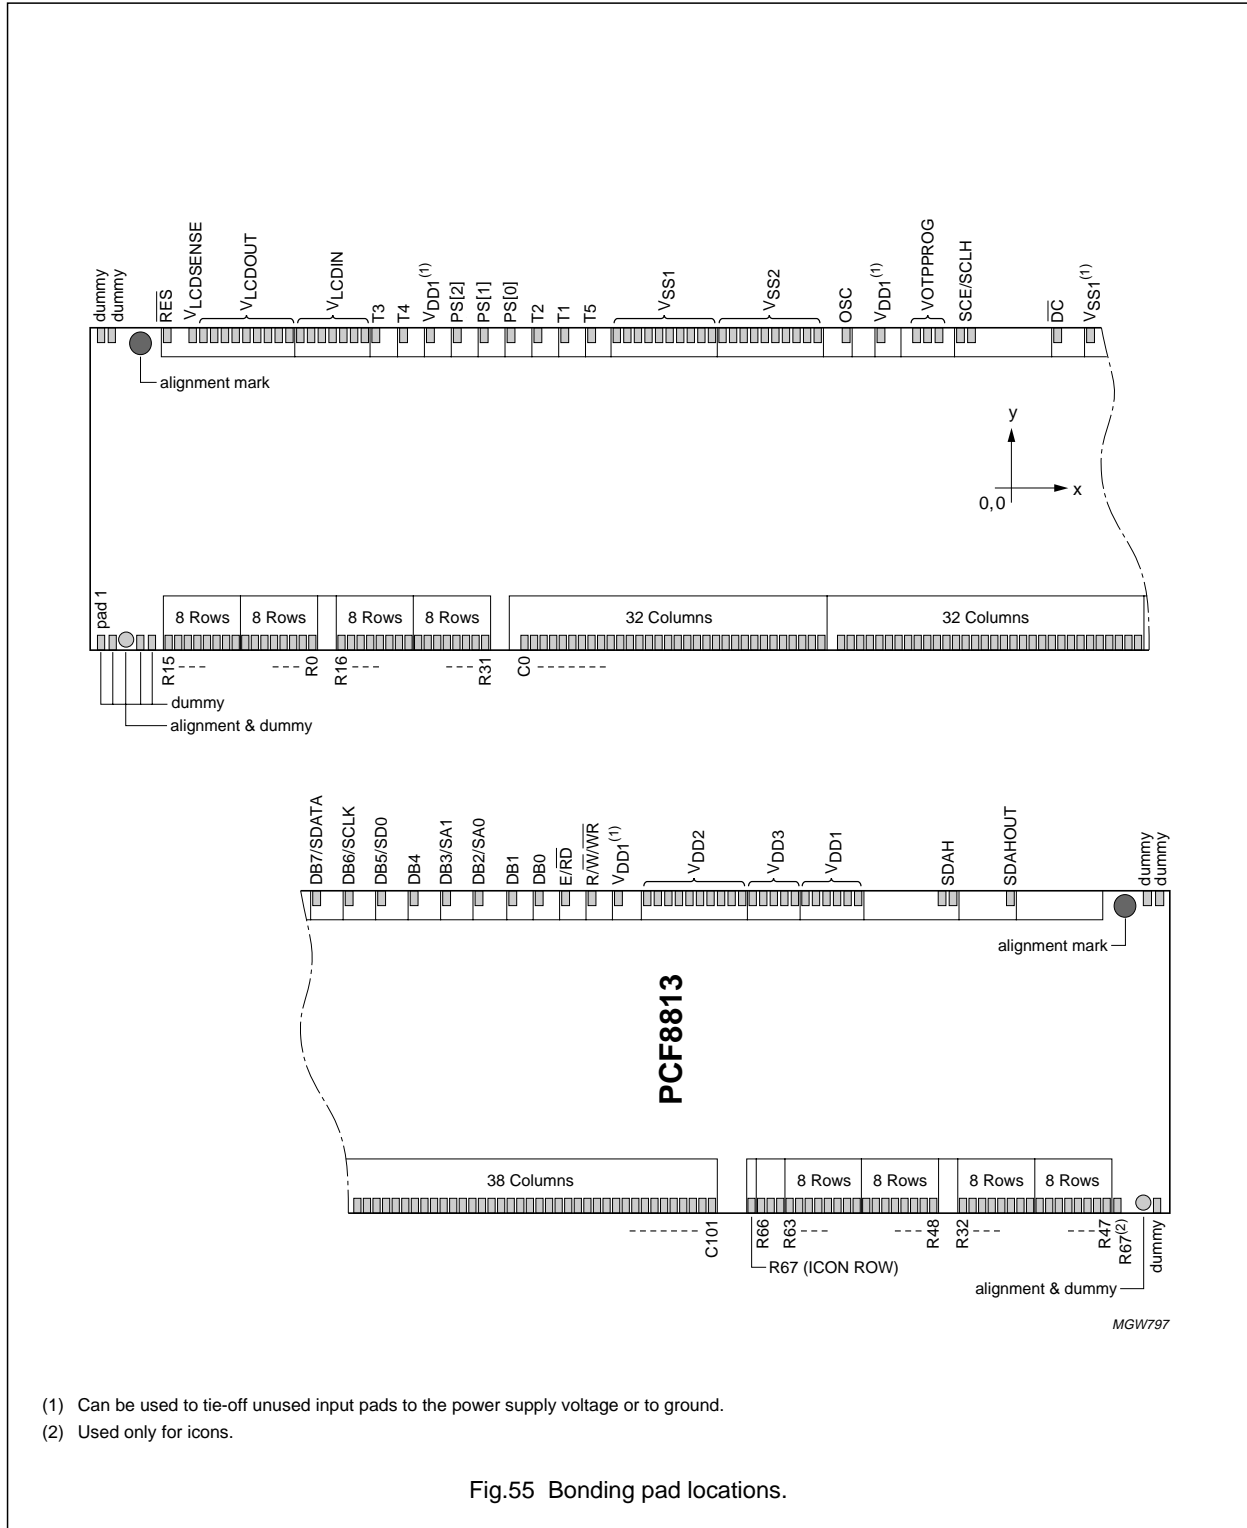 dummy
dummy
RES
VLCDSENSE
VLCDOUT
VLCDIN
T3
T4
VDD1(1)
PS[2]
PS[1]
PS[0]
T2
T1
T5
VSS1
VSS2
OSC
VDD1(1)
VOTPPROG
SCE/SCLH
DC
VSS1(1)
alignment mark
y
x
0,0
pad 1
8 Rows
8 Rows
8 Rows
8 Rows
32 Columns
32 Columns
R15
R0
R16
R31
C0
dummy
alignment & dummy
DB7/SDATA
DB6/SCLK
DB5/SD0
DB4
DB3/SA1
DB2/SA0
DB1
DB0
E/RD
R/W/WR
VDD1(1)
VDD2
VDD3
VDD1
SDAH
SDAHOUT
dummy
dummy
alignment mark
PCF8813
38 Columns
8 Rows
8 Rows
8 Rows
8 Rows
C101
R66
R63
R48
R32
R47
R67(2)
dummy
R67 (ICON ROW)
alignment & dummy
MGW797
(1) Can be used to tie-off unused input pads to the power supply voltage or to ground.
(2) Used only for icons.
Fig.55 Bonding pad locations.